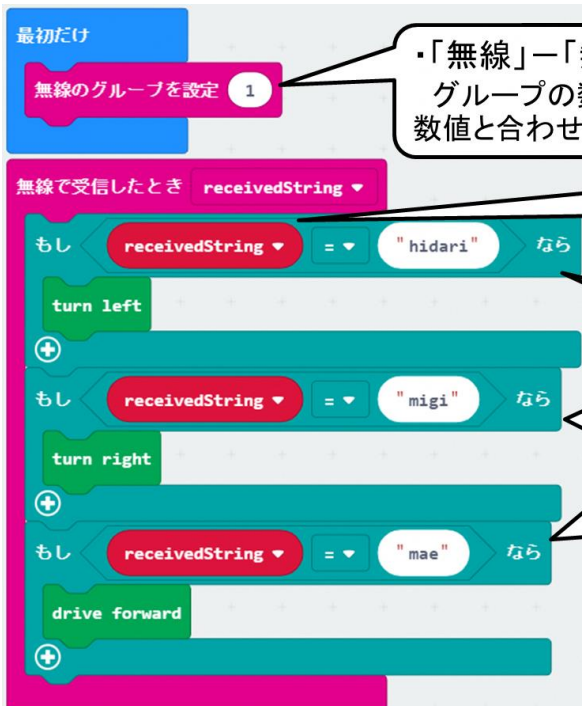 最初だけ
無線のグループを設定 1
・「無線」ー「
グループの
数値と合わせ
無線で受信したとき receivedString
もし receivedString = "hidari" なら
turn left
もし receivedString = "migi" なら
turn right
もし receivedString = "mae" なら
drive forward